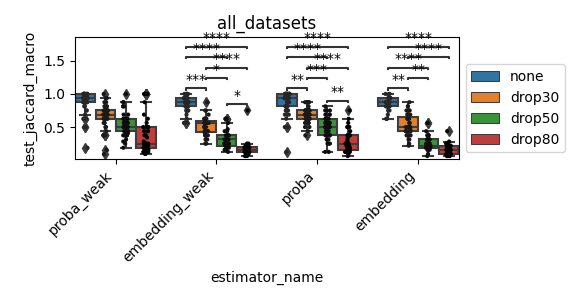 all_datasets
test_jaccard_macro
1.5
1.0
0.5
**** **** ****
**** **** **** ****
**** **** **** ****
* *** **
*** ** **
* **
proba_weak embedding_weak proba embedding
estimator_name
none
drop30
drop50
drop80